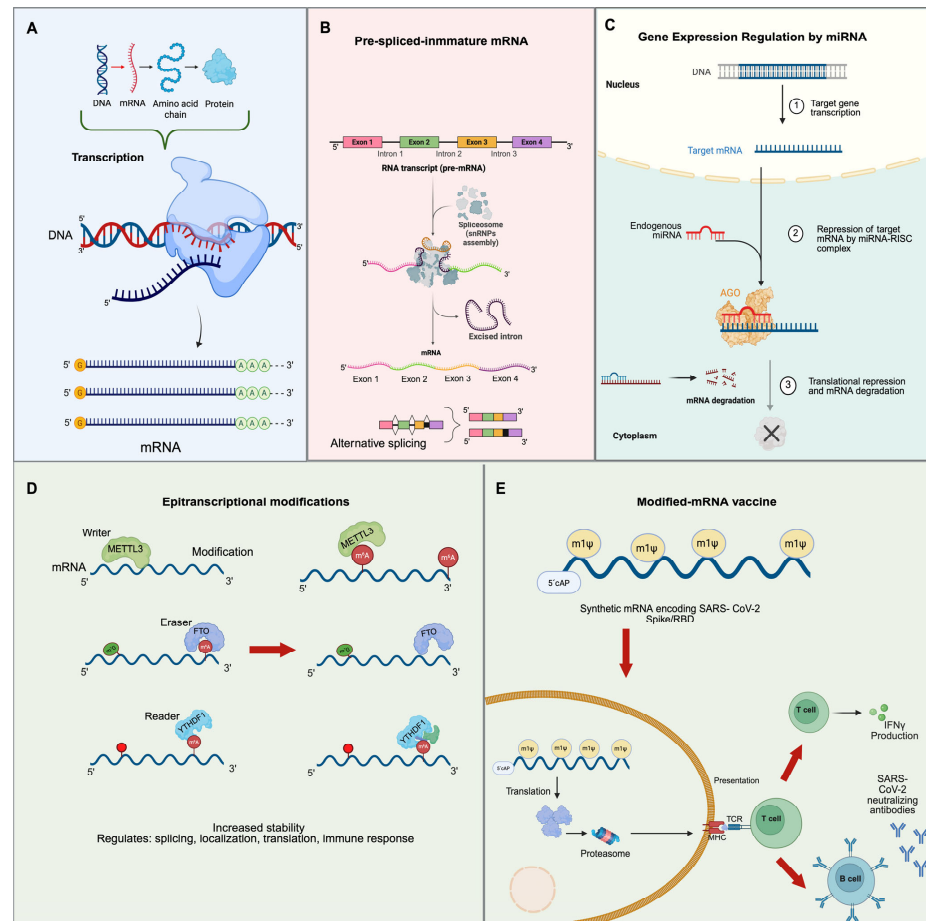 A
DNA
mRNA
Amino acid
chain
Protein
Transcription
5'
3'
DNA
3'
5'
5'
5' G A A A 3'
5' G A A A 3'
5' G A A A 3'
mRNA
B
Pre-spliced-inmmature mRNA
5' Exon 1 Exon 2 Exon 3 Exon 4 3'
Intron 1 Intron 2 Intron 3
RNA transcript (pre-mRNA)
Spliceosome
(snRNPs
assembly)
5'
3'
Excised intron
mRNA
5' 3'
Exon 1 Exon 2 Exon 3 Exon 4
5' 3'
5' 3'
Alternative splicing
C
Gene Expression Regulation by miRNA
DNA
Nucleus
1 Target gene
transcription
Target mRNA
Endogenous
miRNA
2 Repression of target
mRNA by miRNA-RISC
complex
AGO
3 Translational repression
and mRNA degradation
mRNA degradation
Cytoplasm
D
Epitranscriptional modifications
Writer
METTL3
mRNA
5' 3'
Modification
METTL3
m⁶A
m⁶A
5' 3'
Eraser
FTO
m⁶A
5' 3'
FTO
5' 3'
Reader
YTHDF1
m⁶A
5' 3'
YTHDF1
m⁶A
5' 3'
Increased stability
Regulates: splicing, localization, translation, immune response
E
Modified-mRNA vaccine
m1ψ m1ψ m1ψ m1ψ
5´cAP
Synthetic mRNA encoding SARS- CoV-2
Spike/RBD
m1ψ m1ψ m1ψ m1ψ
5´cAP
Translation
Proteasome
Presentation
MHC
TCR
T cell
T cell
IFNγ
Production
SARS-
CoV-2
neutralizing
antibodies
B cell